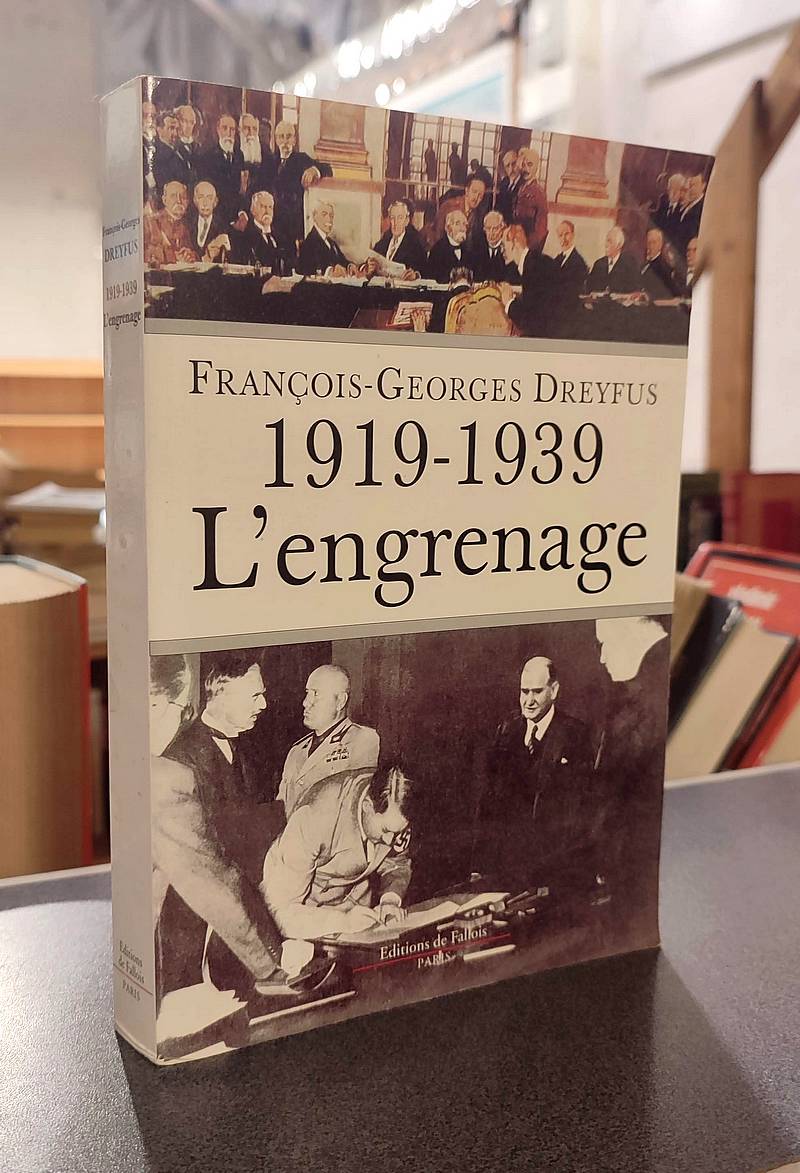 François-Georges
DREYFUS
1919-1939
L'engrenage
Editions
de Fallois
PARIS
FRANÇOIS-GEORGES DREYFUS
1919-1939
L'engrenage
Editions de Fallois
PARIS